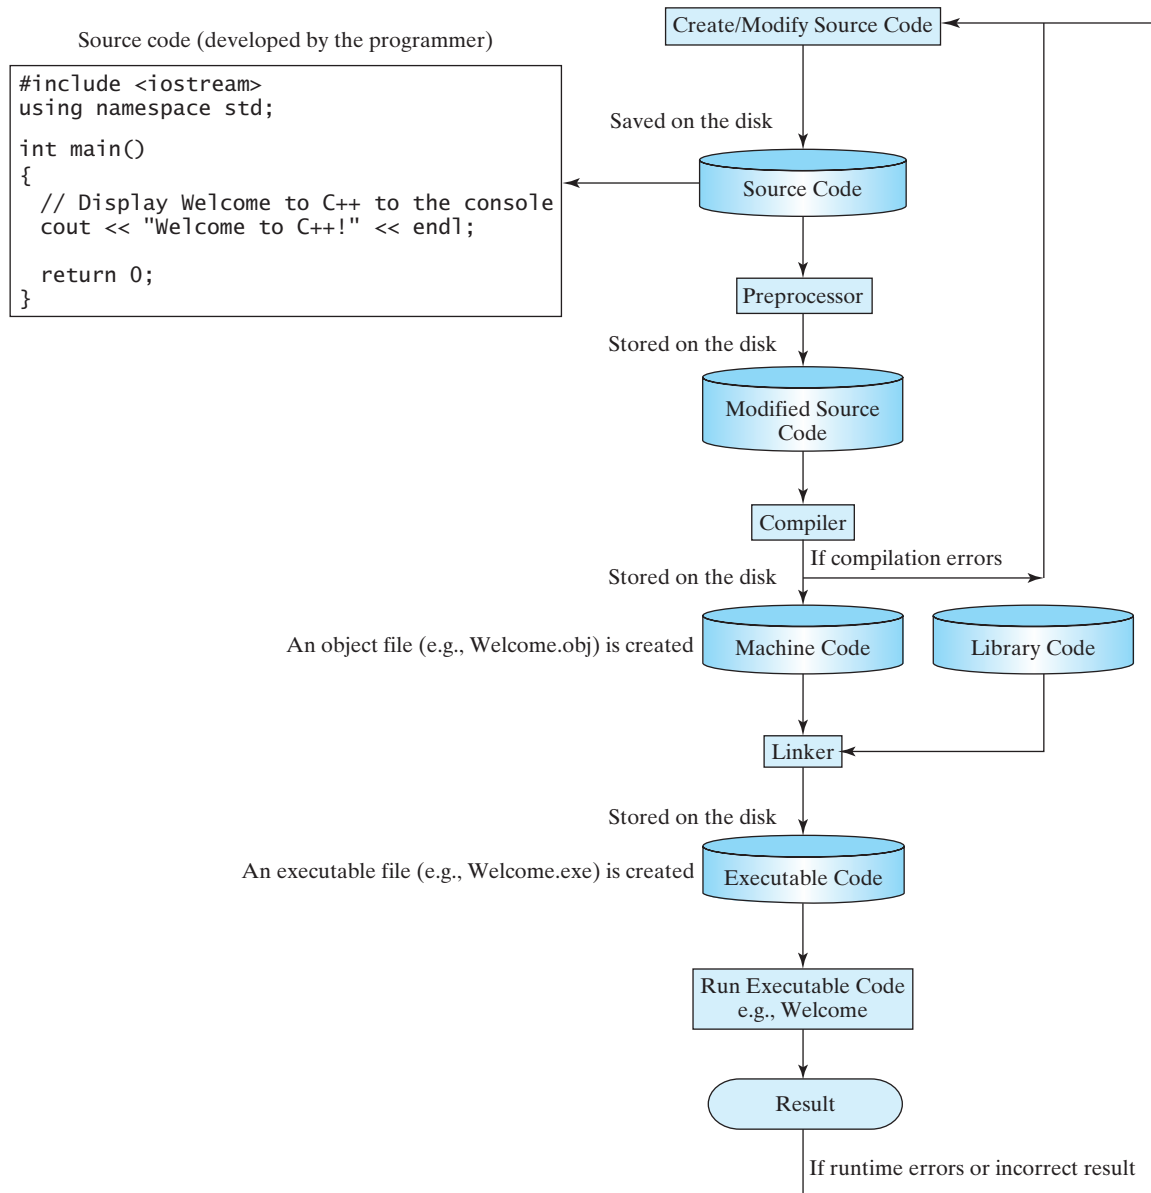 Create/Modify Source Code
Source code (developed by the programmer)
#include <iostream>
using namespace std;
int main()
{
// Display Welcome to C++ to the console
cout << "Welcome to C++!" << endl;
return 0;
}
Saved on the disk
Source Code
Preprocessor
Stored on the disk
Modified Source
Code
Compiler
If compilation errors
Stored on the disk
An object file (e.g., Welcome.obj) is created
Machine Code
Library Code
Linker
Stored on the disk
An executable file (e.g., Welcome.exe) is created
Executable Code
Run Executable Code
e.g., Welcome
Result
If runtime errors or incorrect result